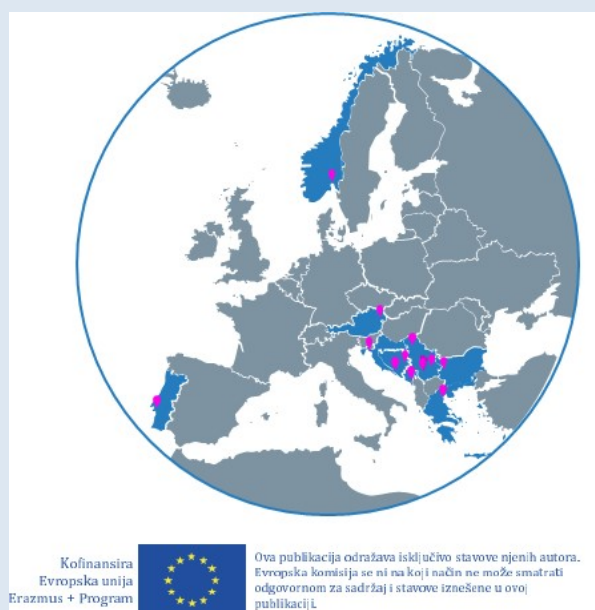 Kofinansira
Evropska unija
Erazmus + Program
Ova publikacija odražava isključivo stavove njenih autora.
Evropska komisija se ni na koji način ne može smatrati
odgovornom za sadržaj i stavove iznešene u ovoj
publikaciji.